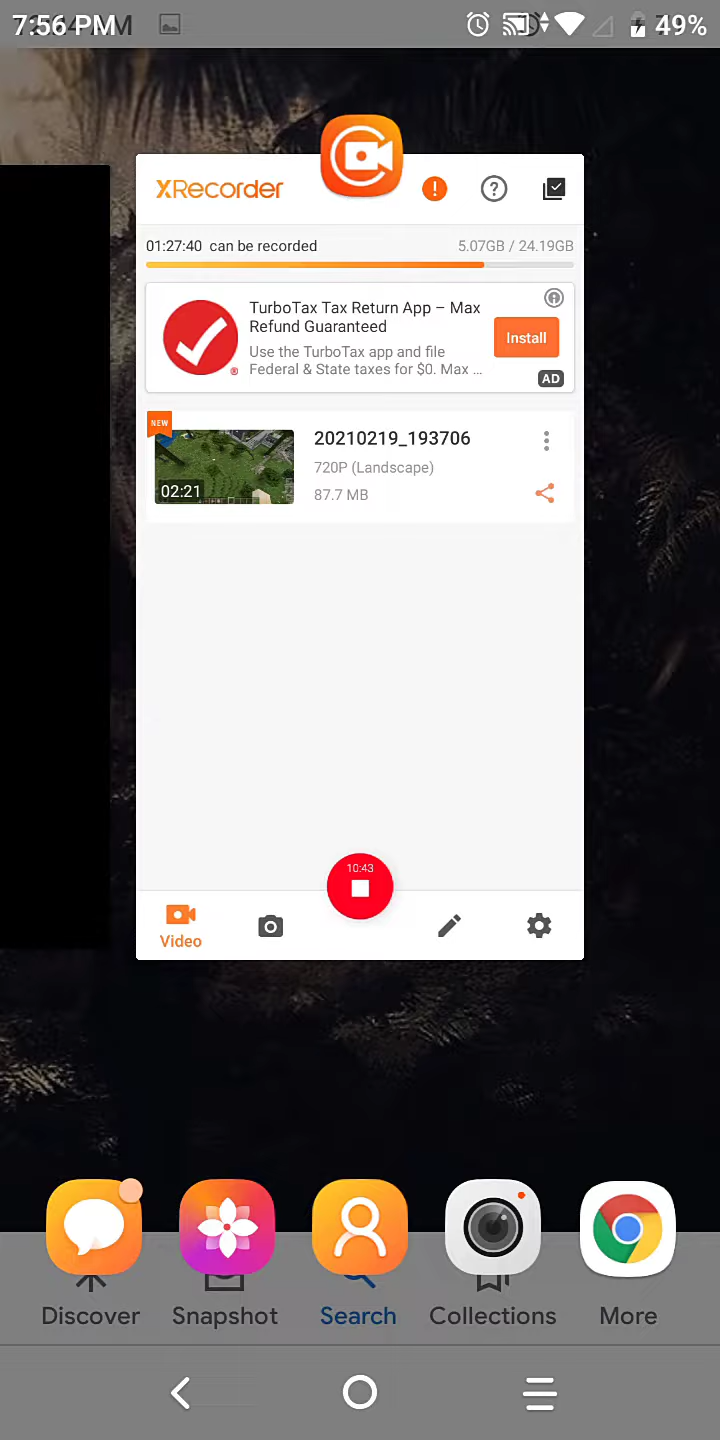 7:56 PM
49%
XRecorder
01:27:40 can be recorded
5.07GB / 24.19GB
TurboTax Tax Return App – Max
Refund Guaranteed
Use the TurboTax app and file
Federal & State taxes for $0. Max ...
Install
AD
NEW
20210219_193706
720P (Landscape)
87.7 MB
02:21
10:43
Video
Discover
Snapshot
Search
Collections
More